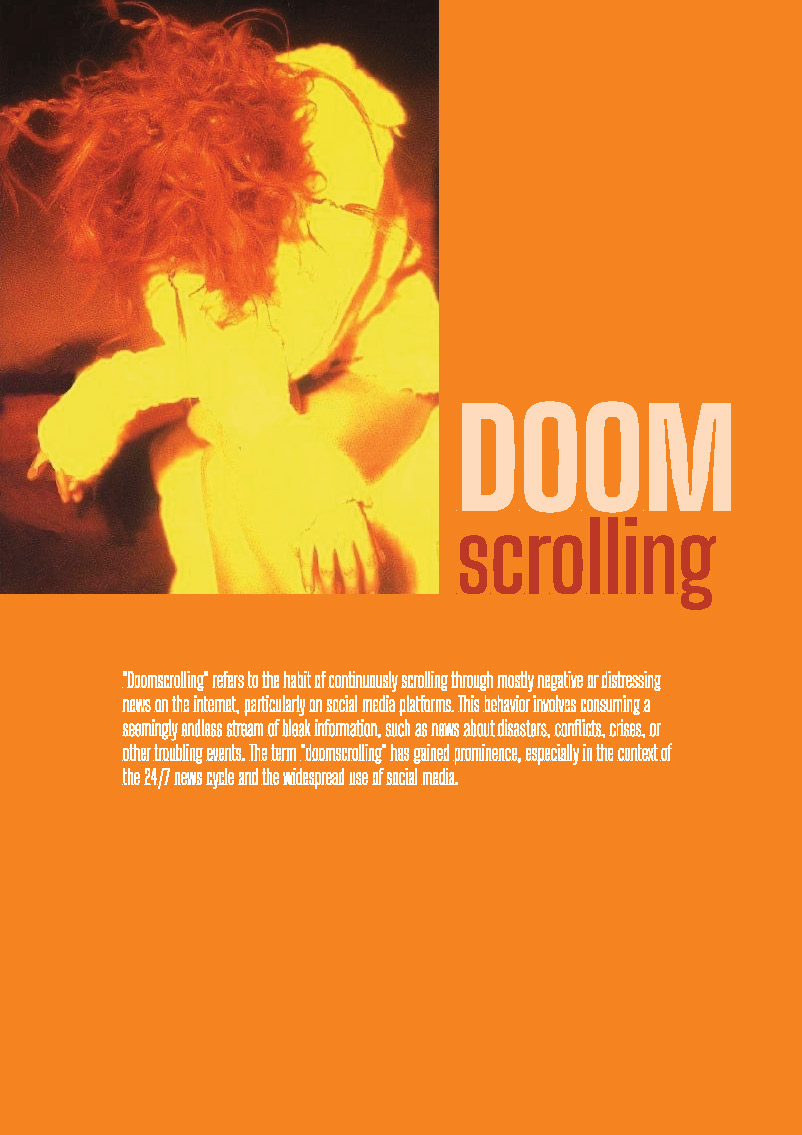 DOOM
scrolling
"Doomscrolling" refers to the habit of continuously scrolling through mostly negative or distressing
news on the internet, particularly on social media platforms. This behavior involves consuming a
seemingly endless stream of bleak information, such as news about disasters, conflicts, crises, or
other troubling events. The term "doomscrolling" has gained prominence, especially in the context of
the 24/7 news cycle and the widespread use of social media.